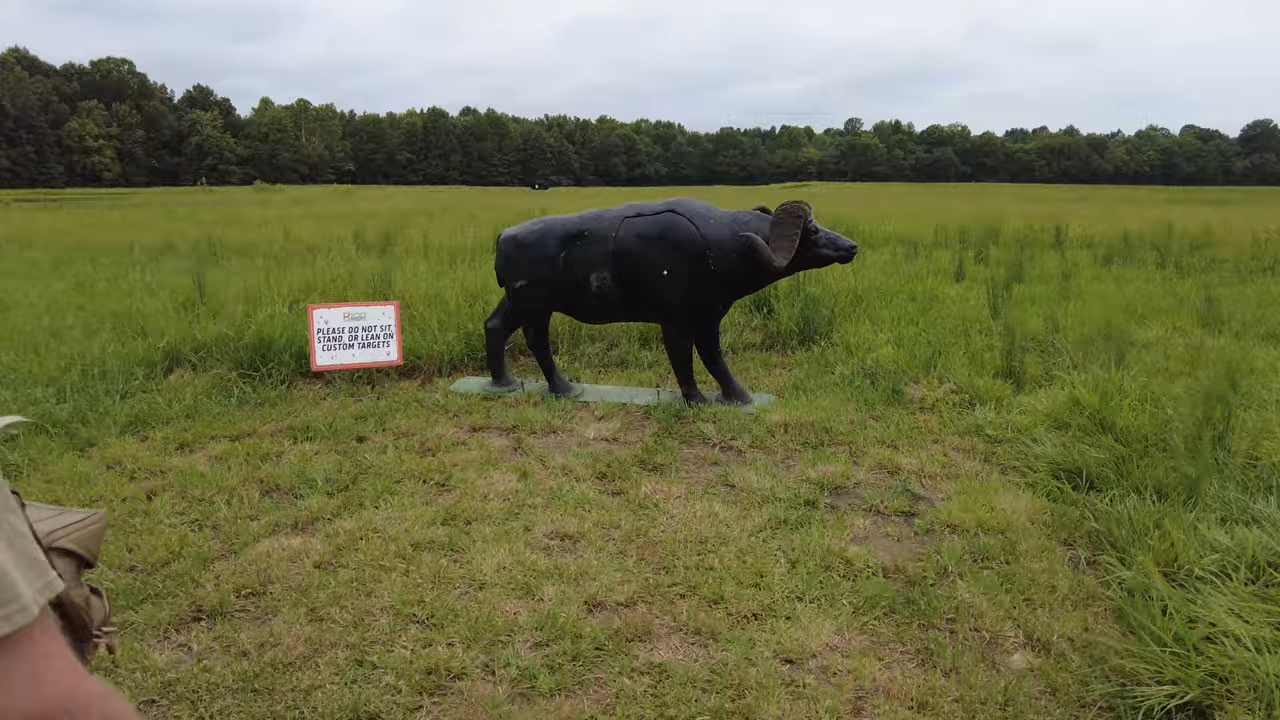 PLEASE DO NOT SIT,
STAND, OR LEAN ON
CUSTOM TARGETS